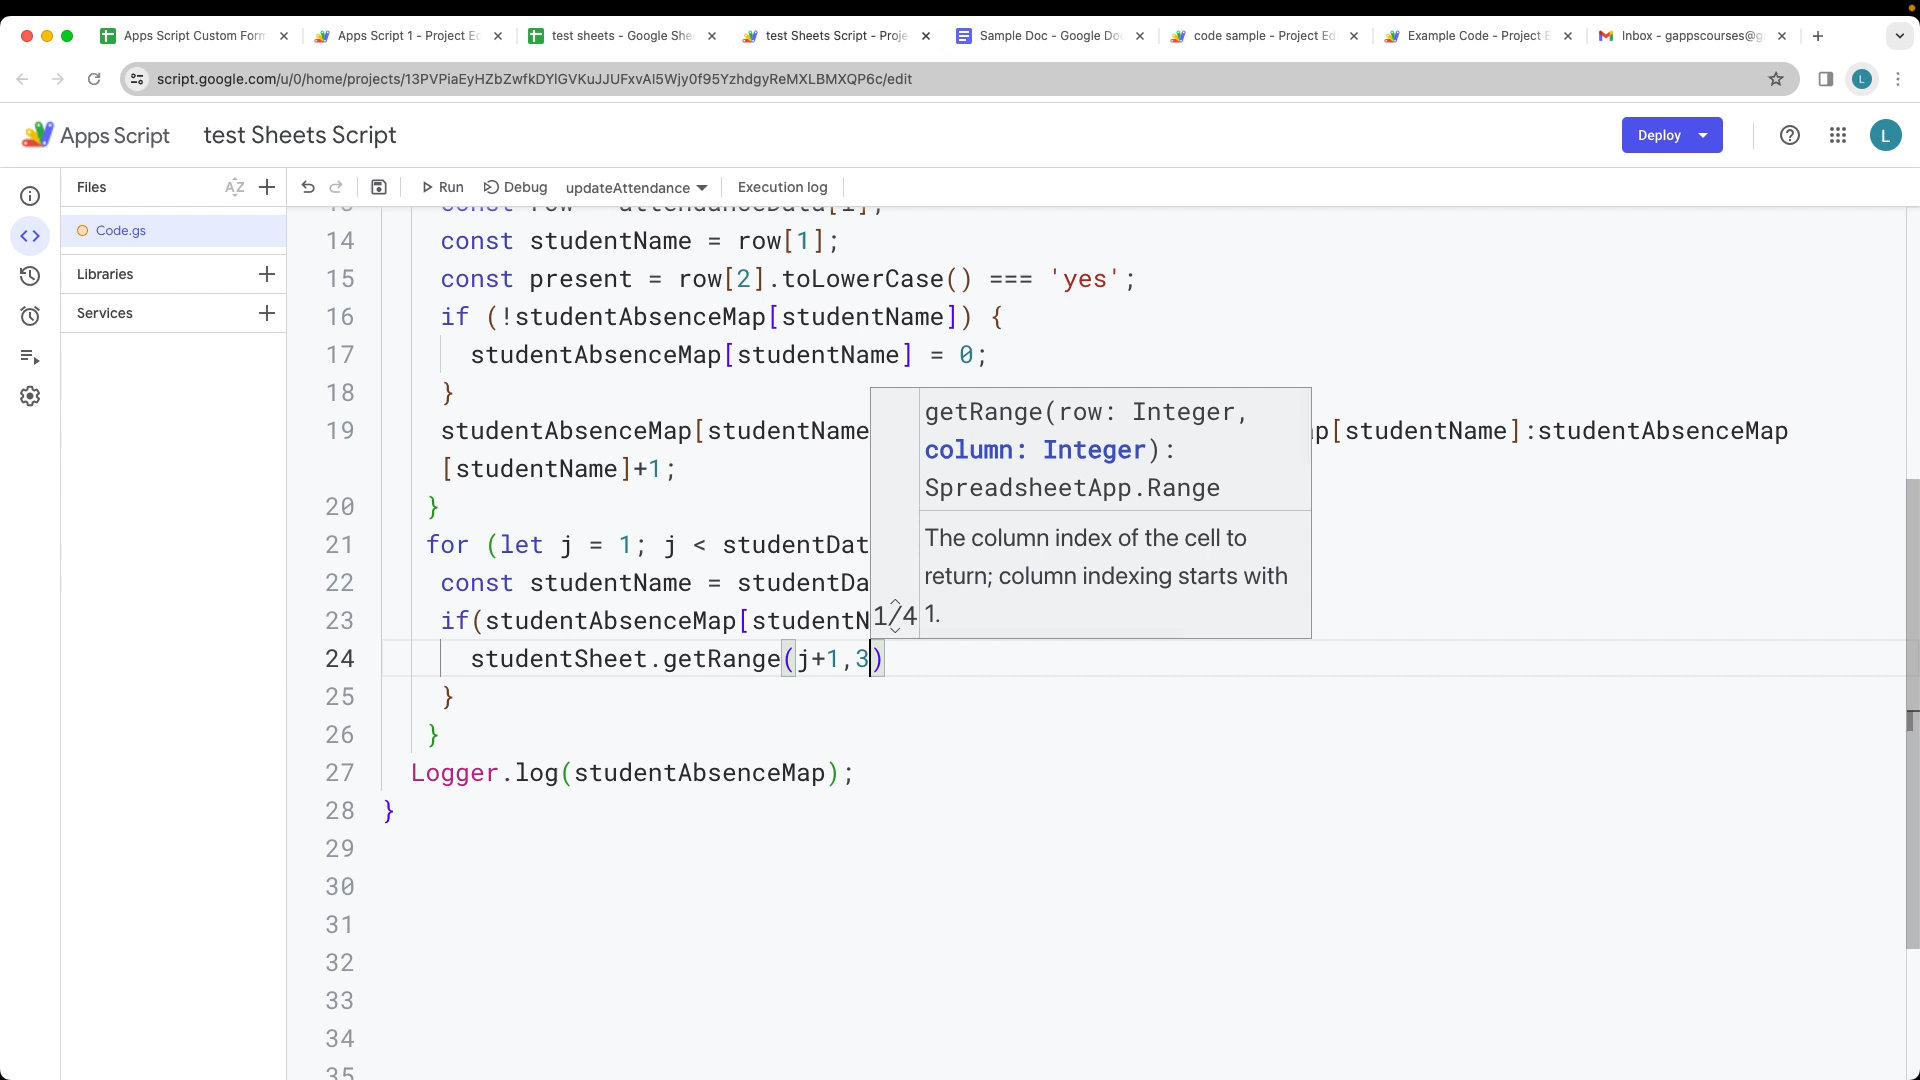 Apps Script Custom Form
Apps Script 1 - Project Ed
test sheets - Google She
test Sheets Script - Proje
Sample Doc - Google Do
code sample - Project Ed
Example Code - Project E
Inbox - gappscourses@g
script.google.com/u/0/home/projects/13PVPiaEyHZbZwfkDYlGVKuJJUFxvAl5Wjy0f95YzhdgyReMXLBMXQP6c/edit
Apps Script
test Sheets Script
Deploy
L
L
Files
AZ
Run
Debug
updateAttendance
Execution log
Code.gs
Libraries
Services
14 const studentName = row[1];
15 const present = row[2].toLowerCase() === 'yes';
16 if (!studentAbsenceMap[studentName]) {
17 studentAbsenceMap[studentName] = 0;
18 }
19 studentAbsenceMap[studentName
p[studentName]:studentAbsenceMap
[studentName]+1;
20 }
21 for (let j = 1; j < studentDat
22 const studentName = studentDa
23 if(studentAbsenceMap[studentN
24 studentSheet.getRange(j+1,3)
25 }
26 }
27 Logger.log(studentAbsenceMap);
28 }
29
30
31
32
33
34
35
getRange(row: Integer,
column: Integer):
SpreadsheetApp.Range
The column index of the cell to
return; column indexing starts with
1.
1/4